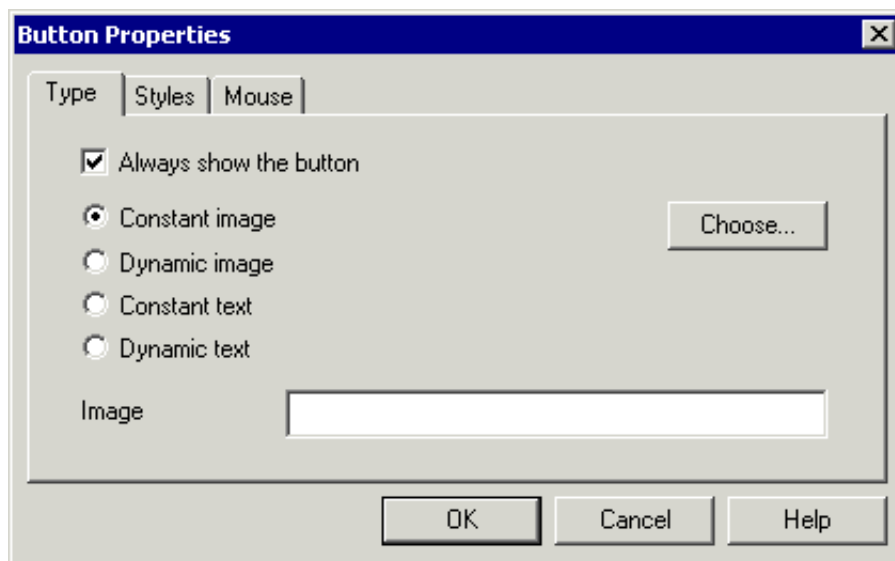 Button Properties
Type Styles Mouse
Always show the button
Constant image Choose...
Dynamic image
Constant text
Dynamic text
Image
OK Cancel Help